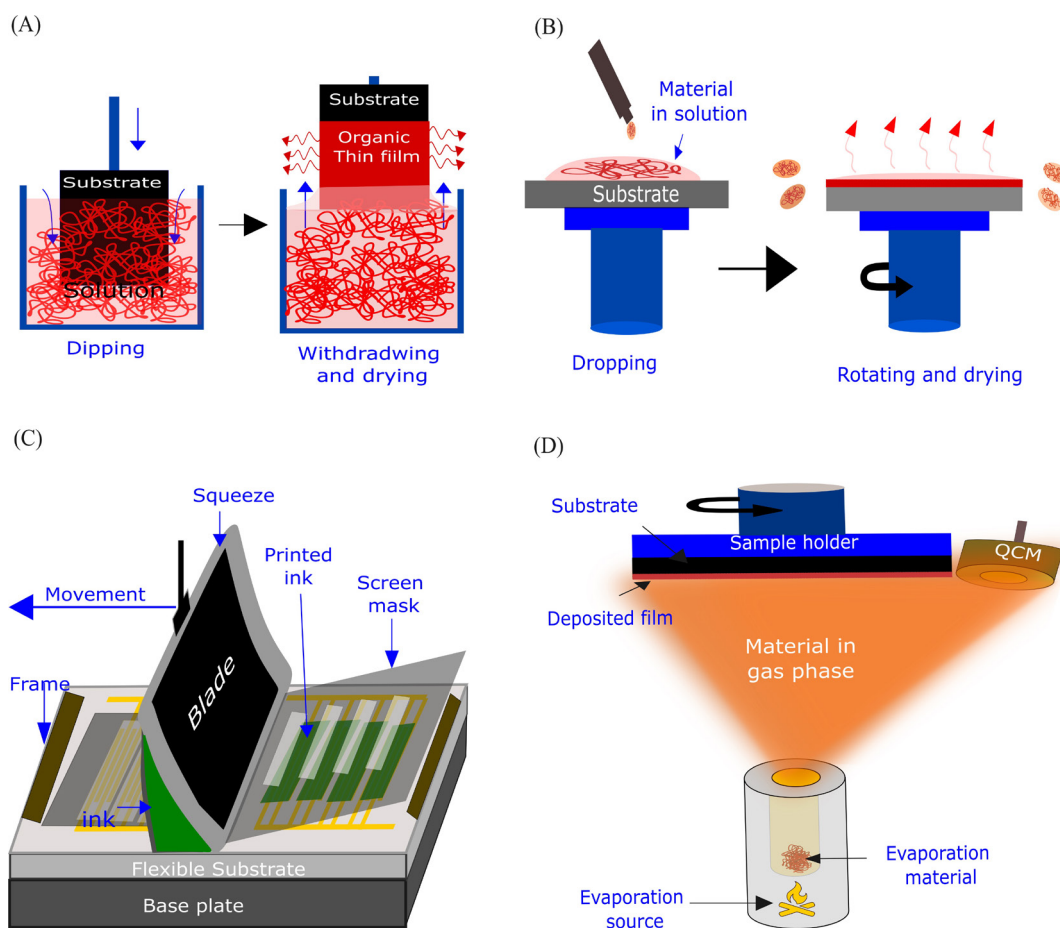 (A)
Substrate
Solution
Dipping
Substrate
Organic
Thin fiilm
Withdradwing
and drying
(B)
Material
in solution
Substrate
Dropping
Rotating and drying
(C)
Squeeze
Printed
ink
Screen
mask
Movement
Frame
Blade
ink
Flexible Substrate
Base plate
(D)
Substrate
Sample holder
QCM
Deposited film
Material in
gas phase
Evaporation
material
Evaporation
source